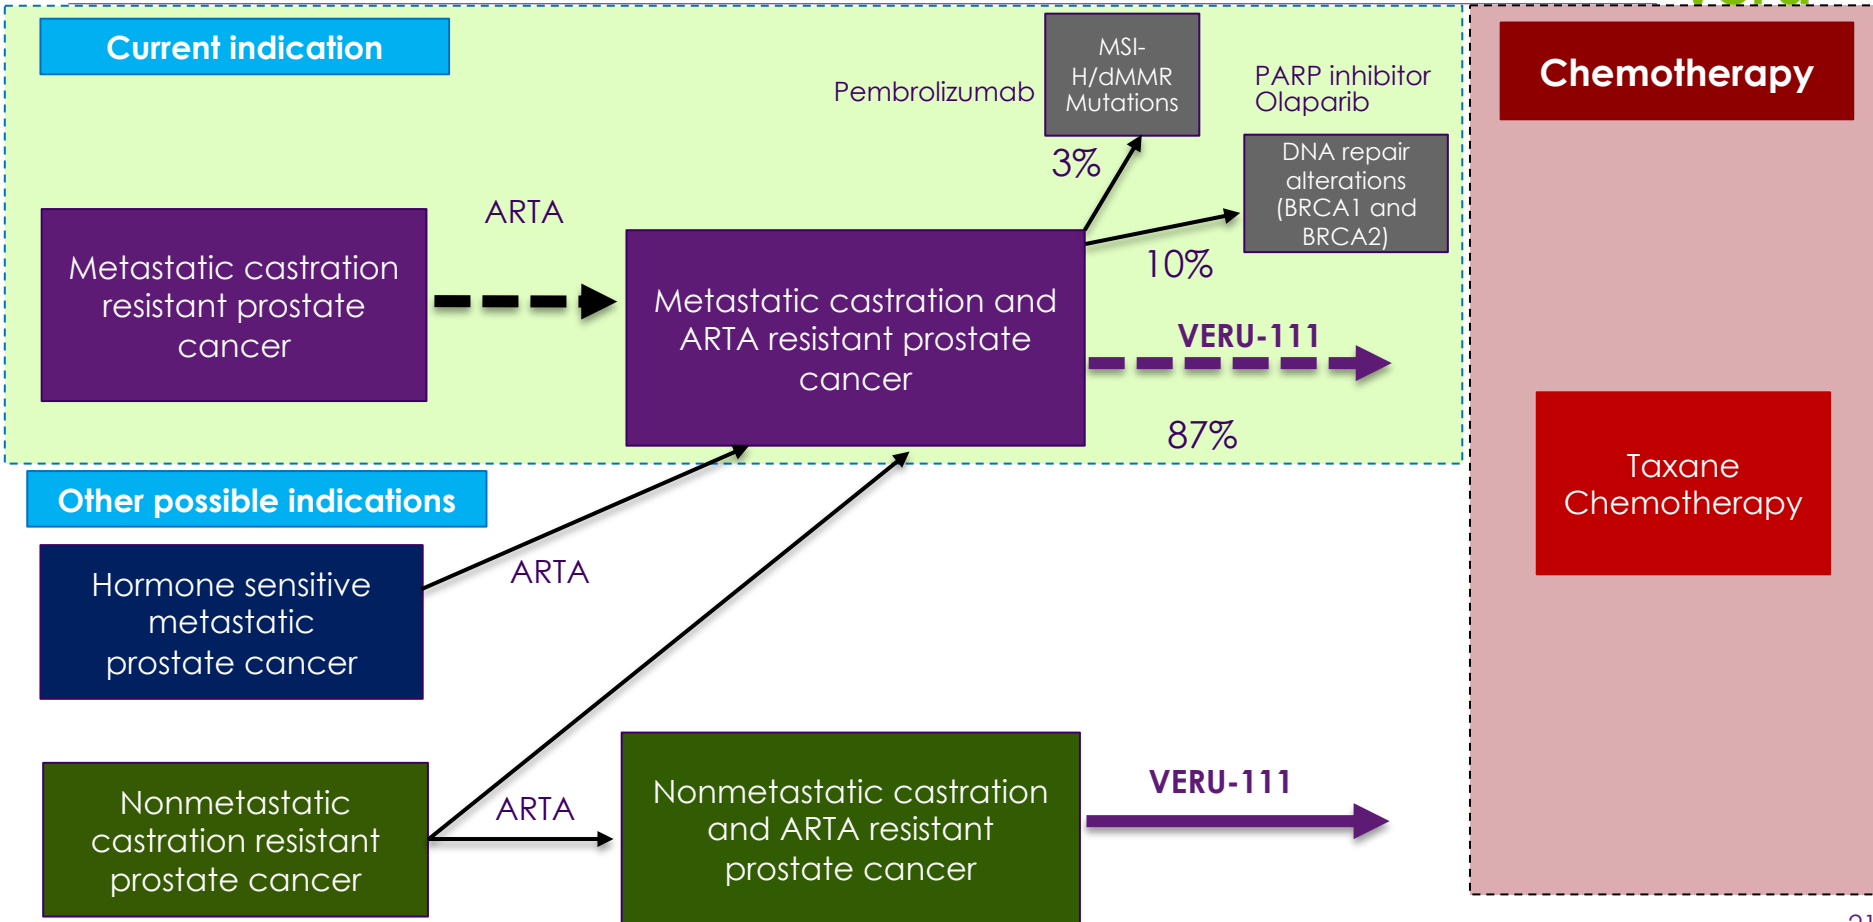 Current indication
Pembrolizumab
MSI-
H/dMMR
Mutations
PARP inhibitor
Olaparib
3%
DNA repair
alterations
(BRCA1 and
BRCA2)
10%
Metastatic castration
resistant prostate
cancer
ARTA
Metastatic castration and
ARTA resistant prostate
cancer
VERU-111
87%
Other possible indications
Hormone sensitive
metastatic
prostate cancer
ARTA
Nonmetastatic
castration resistant
prostate cancer
ARTA
Nonmetastatic castration
and ARTA resistant
prostate cancer
VERU-111
Chemotherapy
Taxane
Chemotherapy